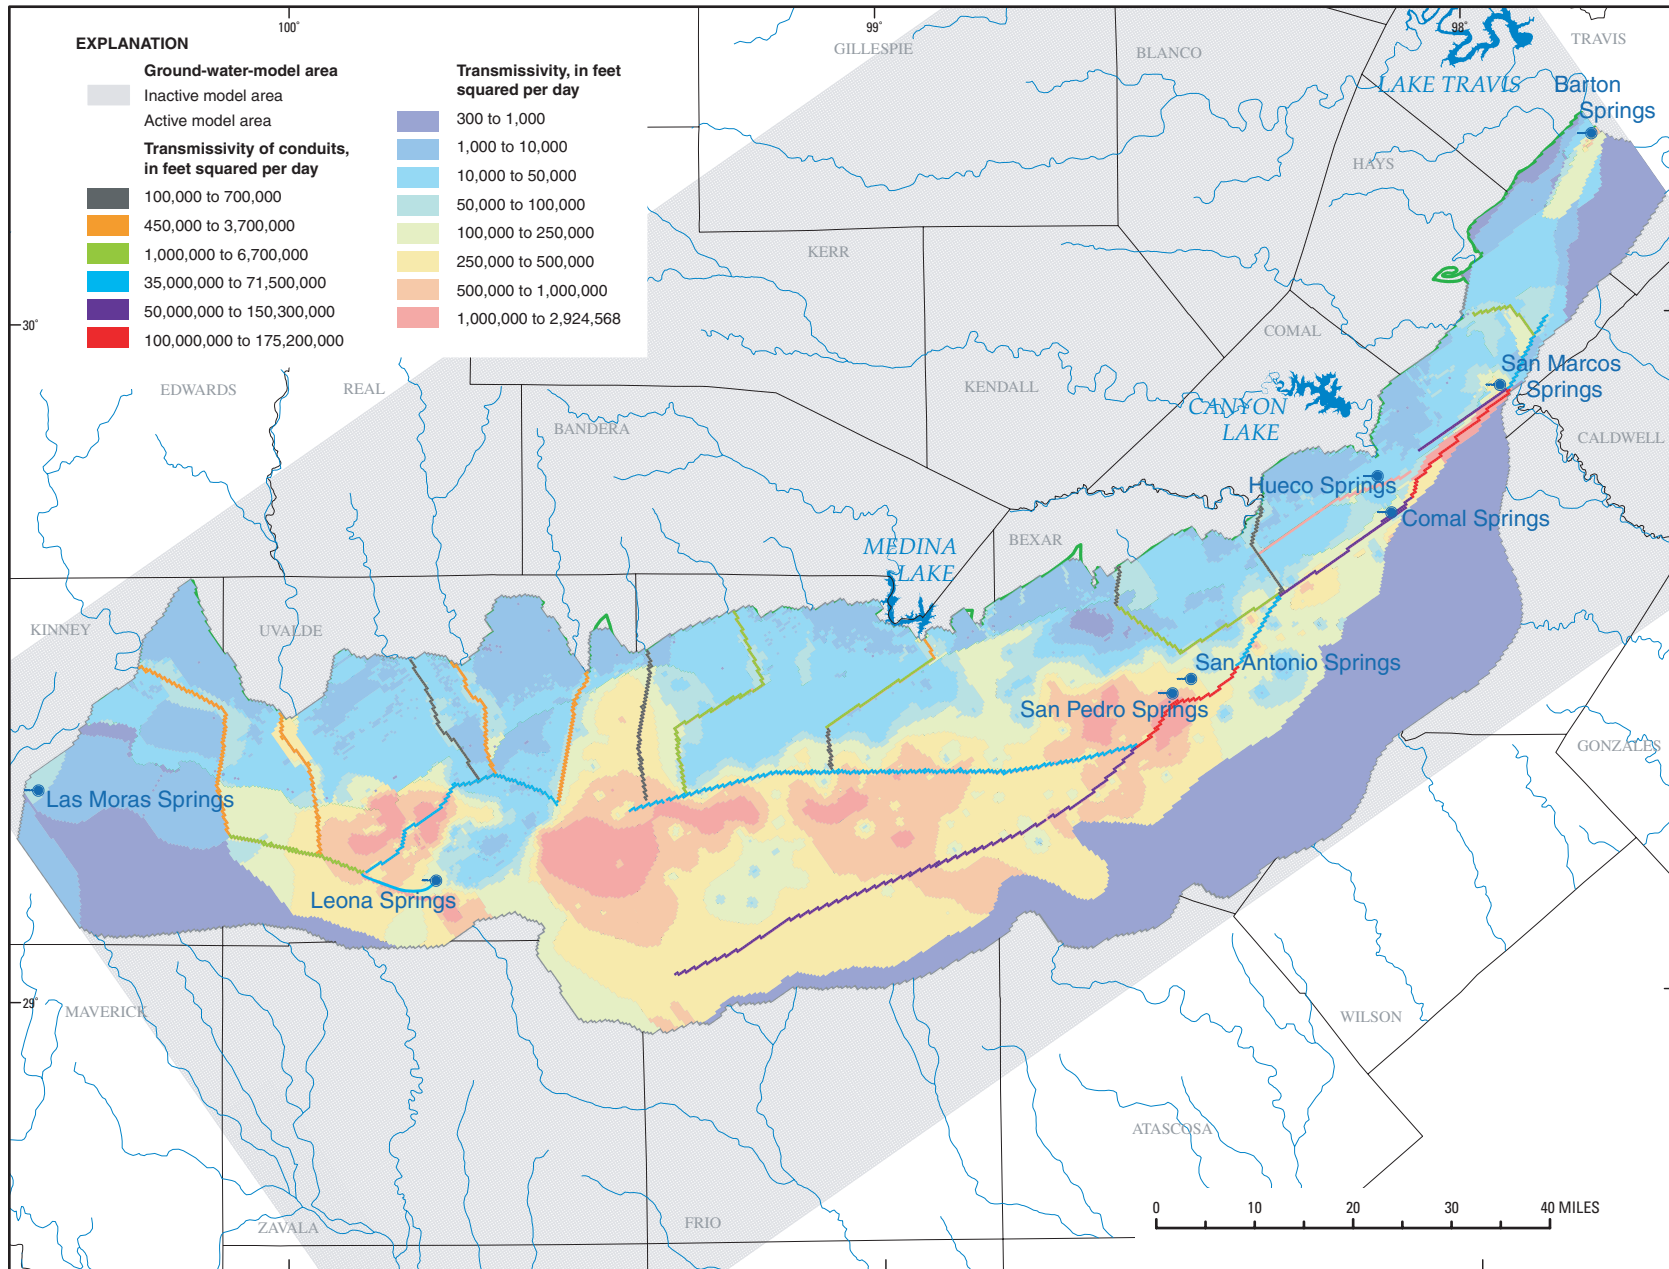 EXPLANATION
Ground-water-model area
Inactive model area
Active model area
Transmissivity of conduits,
in feet squared per day
100,000 to 700,000
450,000 to 3,700,000
1,000,000 to 6,700,000
35,000,000 to 71,500,000
50,000,000 to 150,300,000
100,000,000 to 175,200,000
Transmissivity, in feet
squared per day
300 to 1,000
1,000 to 10,000
10,000 to 50,000
50,000 to 100,000
100,000 to 250,000
250,000 to 500,000
500,000 to 1,000,000
1,000,000 to 2,924,568
100°
99°
98°
30°
29°
GILLESPIE
BLANCO
TRAVIS
LAKE TRAVIS
Barton
Springs
HAYS
KERR
COMAL
San Marcos
Springs
EDWARDS
REAL
KENDALL
CANYON
LAKE
BANDERA
CALDWELL
Hueco Springs
Comal Springs
MEDINA
LAKE
BEXAR
KINNEY
UVALDE
San Antonio Springs
San Pedro Springs
GONZALES
Las Moras Springs
Leona Springs
MAVERICK
WILSON
ATASCOSA
ZAVALA
FRIO
0 10 20 30 40 MILES